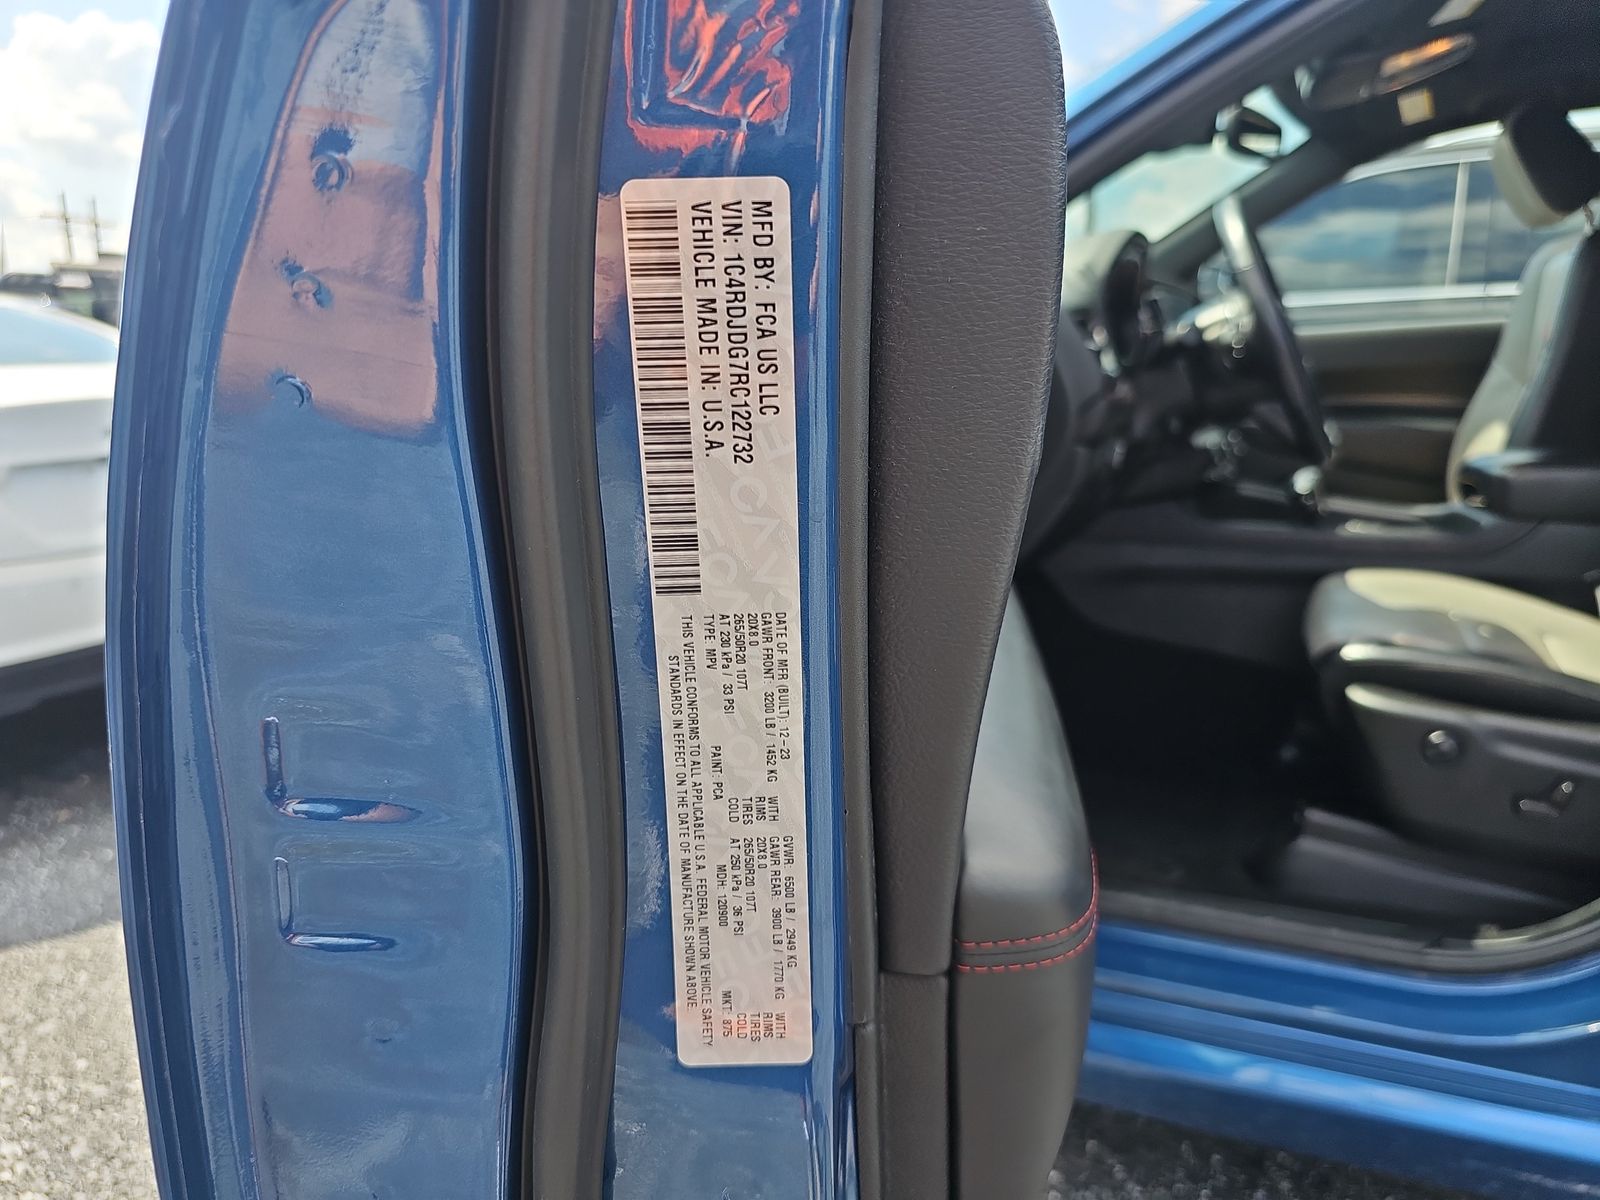 MFD BY: FCA US LLC
VIN: 1C4RDJDG7RC122732
VEHICLE MADE IN: U.S.A.
DATE OF MFR (BUILT): 12-23 GVWR: 6500 LB / 2949 KG
GAWR FRONT: 3200 LB / 1452 KG WITH GAWR REAR: 3900 LB / 1770 KG WITH
20X8.0 RIMS 20X8.0 RIMS
265/50R20 107T TIRES 265/50R20 107T TIRES
AT 230 kPa / 33 PSI COLD AT 250 kPa / 36 PSI COLD
TYPE: MPV PAINT: PCA MDH: 120900 MKT: 875
THIS VEHICLE CONFORMS TO ALL APPLICABLE U.S.A. FEDERAL MOTOR VEHICLE SAFETY
STANDARDS IN EFFECT ON THE DATE OF MANUFACTURE SHOWN ABOVE.